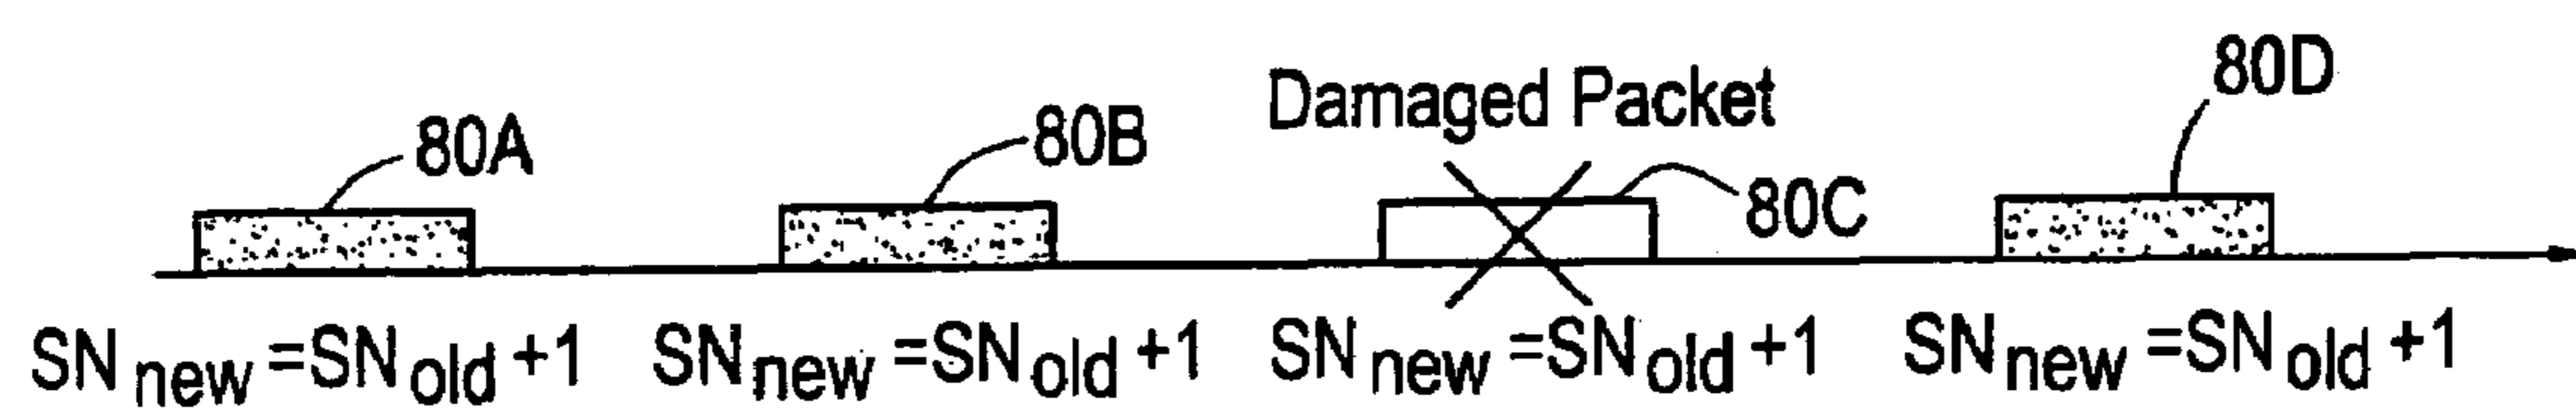 80A
80B
Damaged Packet
80C
80D
SN new =SN old +1
SN new =SN old +1
SN new =SN old +1
SN new =SN old +1